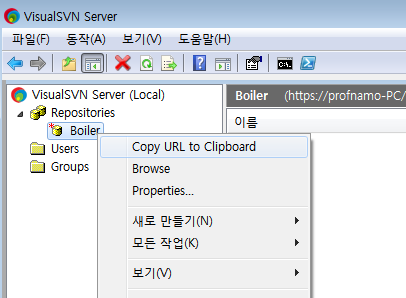 VisualSVN Server
파일(F) 동작(A) 보기(V) 도움말(H)
VisualSVN Server (Local)
Repositories
Boiler
Users
Groups
Boiler (https://profnamo-PC/
이름
Copy URL to Clipboard
Browse
Properties...
새로 만들기(N)
모든 작업(K)
보기(V)